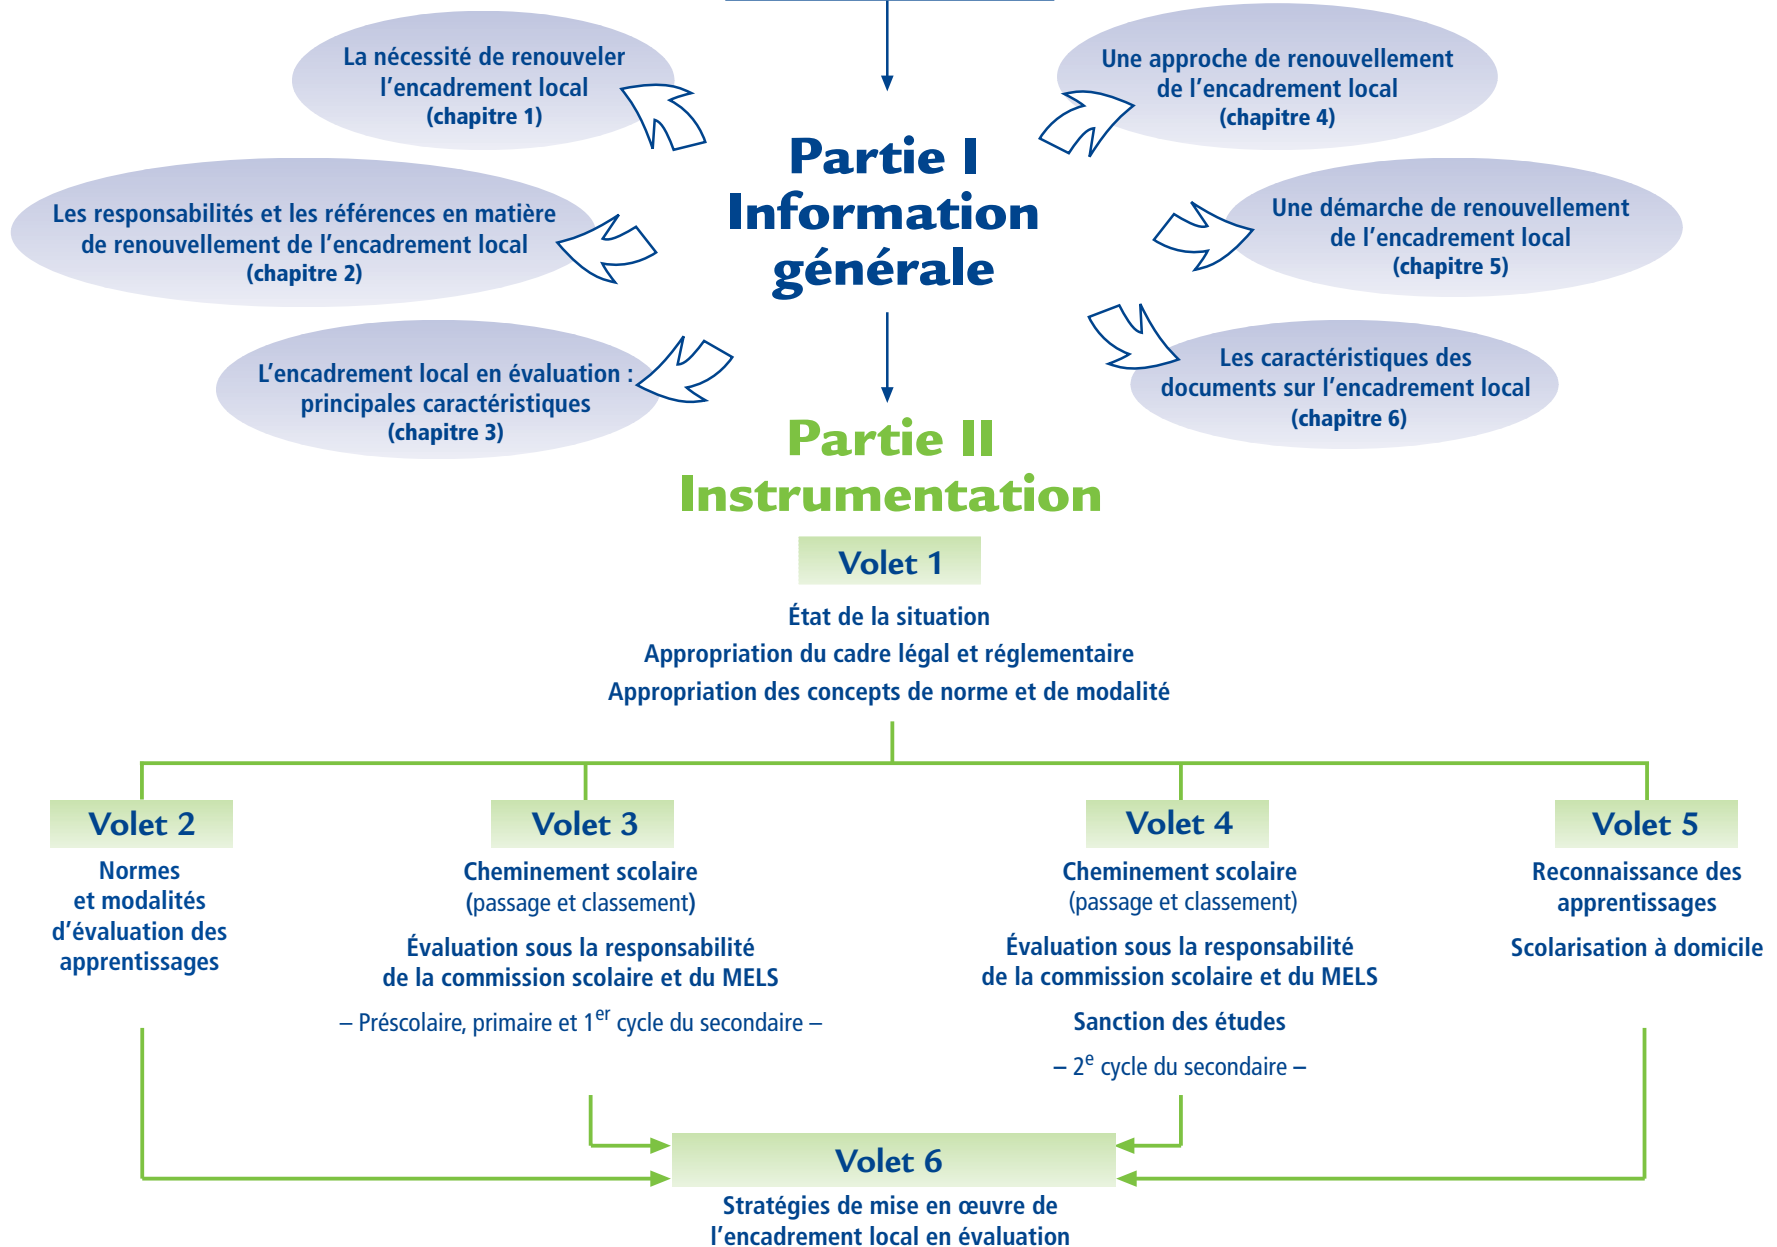 La nécessité de renouveler
l'encadrement local
(chapitre 1)
Les responsabilités et les références en matière
de renouvellement de l'encadrement local
(chapitre 2)
L'encadrement local en évaluation :
principales caractéristiques
(chapitre 3)
Partie I
Information
générale
Une approche de renouvellement
de l'encadrement local
(chapitre 4)
Une démarche de renouvellement
de l'encadrement local
(chapitre 5)
Les caractéristiques des
documents sur l'encadrement local
(chapitre 6)
Partie II
Instrumentation
Volet 1
État de la situation
Appropriation du cadre légal et réglementaire
Appropriation des concepts de norme et de modalité
Volet 2
Normes
et modalités
d'évaluation des
apprentissages
Volet 3
Cheminement scolaire
(passage et classement)
Évaluation sous la responsabilité
de la commission scolaire et du MELS
– Préscolaire, primaire et 1er cycle du secondaire –
Volet 4
Cheminement scolaire
(passage et classement)
Évaluation sous la responsabilité
de la commission scolaire et du MELS
Sanction des études
– 2e cycle du secondaire –
Volet 5
Reconnaissance des
apprentissages
Scolarisation à domicile
Volet 6
Stratégies de mise en œuvre de
l'encadrement local en évaluation